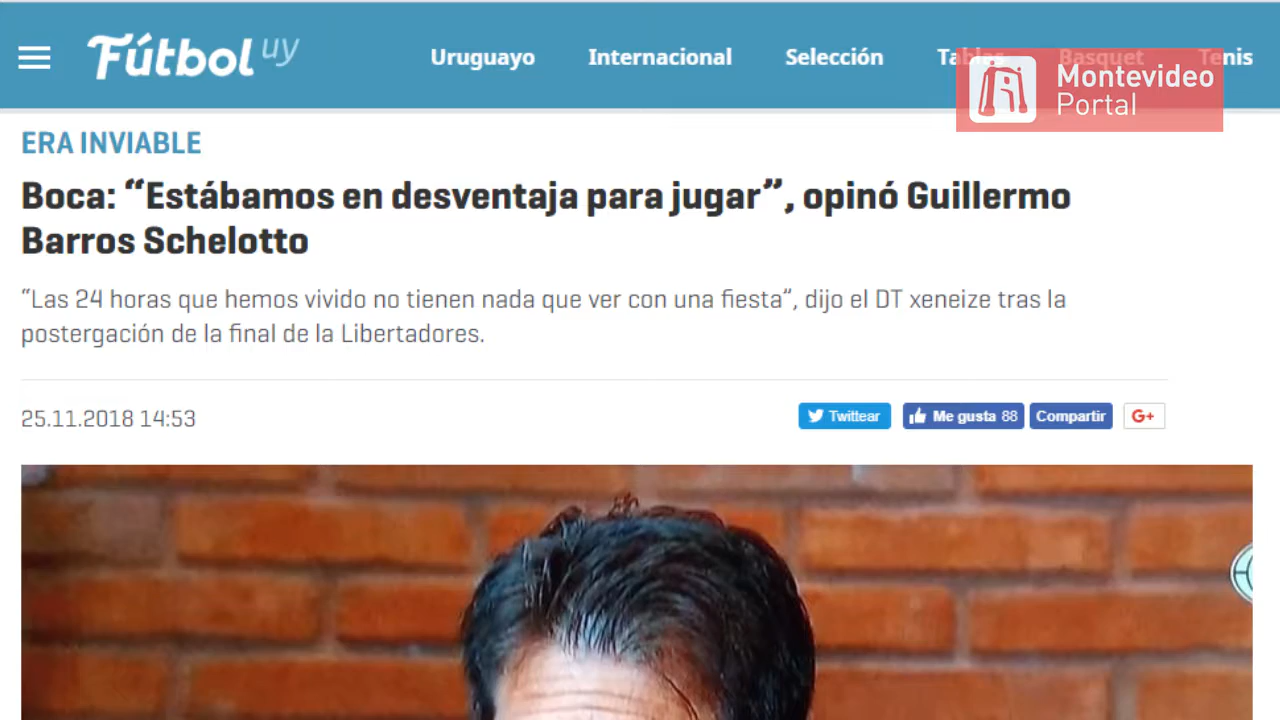 Fútbol uy
Uruguayo Internacional Selección Tablas Basquet Tenis
Montevideo
Portal
ERA INVIABLE
Boca: “Estábamos en desventaja para jugar”, opinó Guillermo
Barros Schelotto
“Las 24 horas que hemos vivido no tienen nada que ver con una fiesta”, dijo el DT xeneize tras la
postergación de la final de la Libertadores.
25.11.2018 14:53
Twittear Me gusta 88 Compartir G+